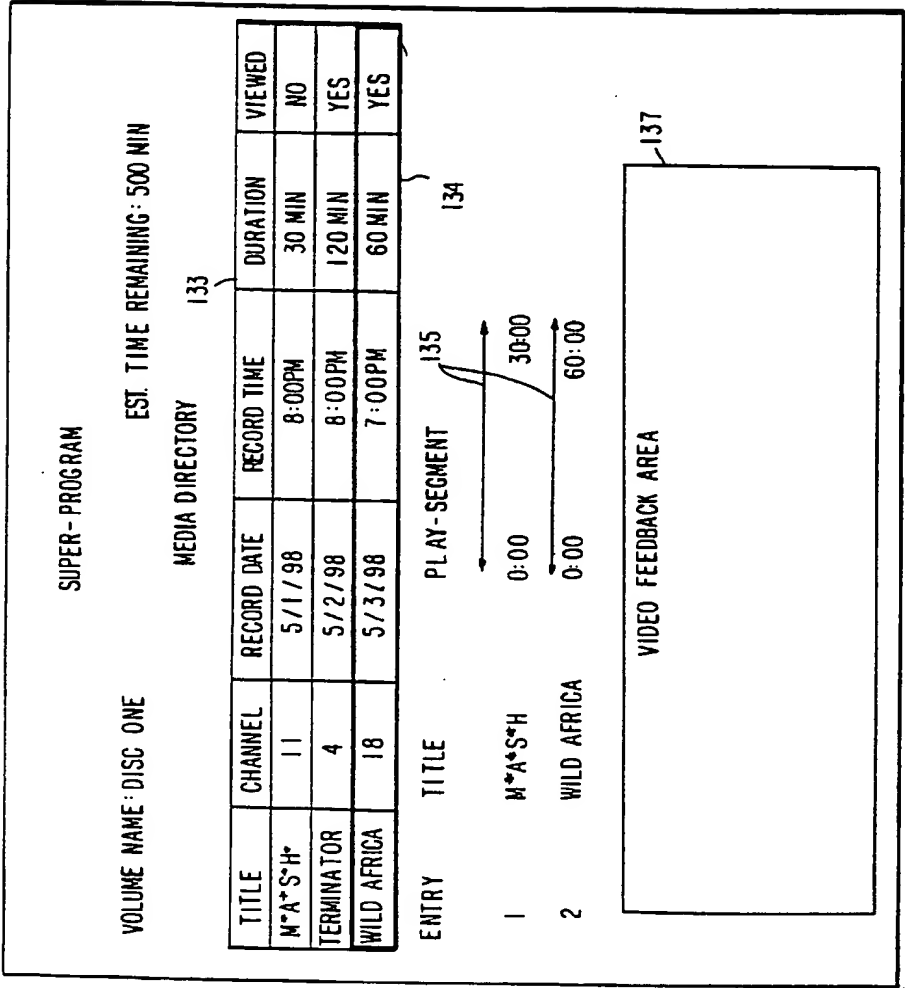 SUPER-PROGRAM
VOLUME NAME: DISC ONE EST. TIME REMAINING: 500 MIN
MEDIA DIRECTORY
133
TITLE CHANNEL RECORD DATE RECORD TIME DURATION VIEWED
M*A*S*H* 11 5/1/98 8:00PM 30 MIN NO
TERMINATOR 4 5/2/98 8:00PM 120 MIN YES
WILD AFRICA 18 5/3/98 7:00PM 60 MIN YES
134
ENTRY TITLE PLAY-SEGMENT 135
1 M*A*S*H 0:00 30:00
2 WILD AFRICA 0:00 60:00
VIDEO FEEDBACK AREA
137